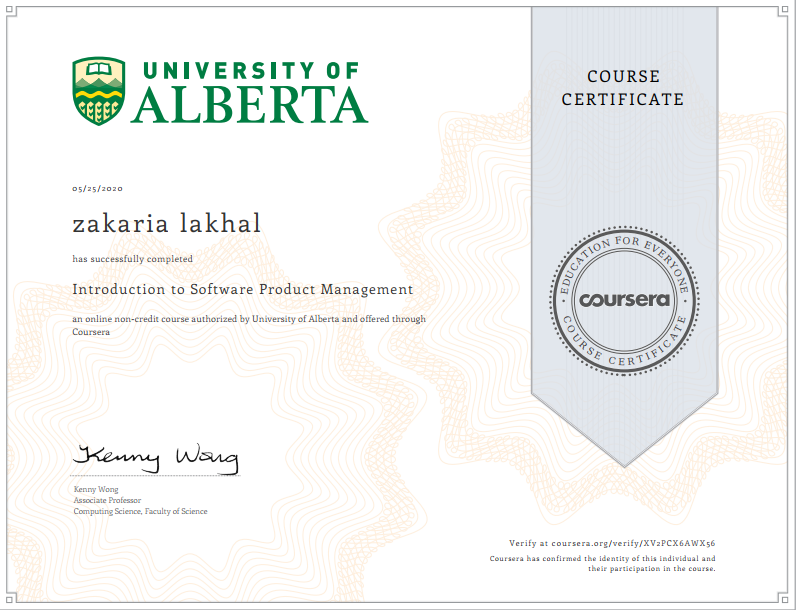 UNIVERSITY OF
ALBERTA
COURSE
CERTIFICATE
05/25/2020
zakaria lakhal
has successfully completed
Introduction to Software Product Management
an online non-credit course authorized by University of Alberta and offered through
Coursera
EDUCATION FOR EVERYONE
coursera
COURSE CERTIFICATE
Kenny Wong
Kenny Wong
Associate Professor
Computing Science, Faculty of Science
Verify at coursera.org/verify/XV2PCX6AWX56
Coursera has confirmed the identity of this individual and
their participation in the course.